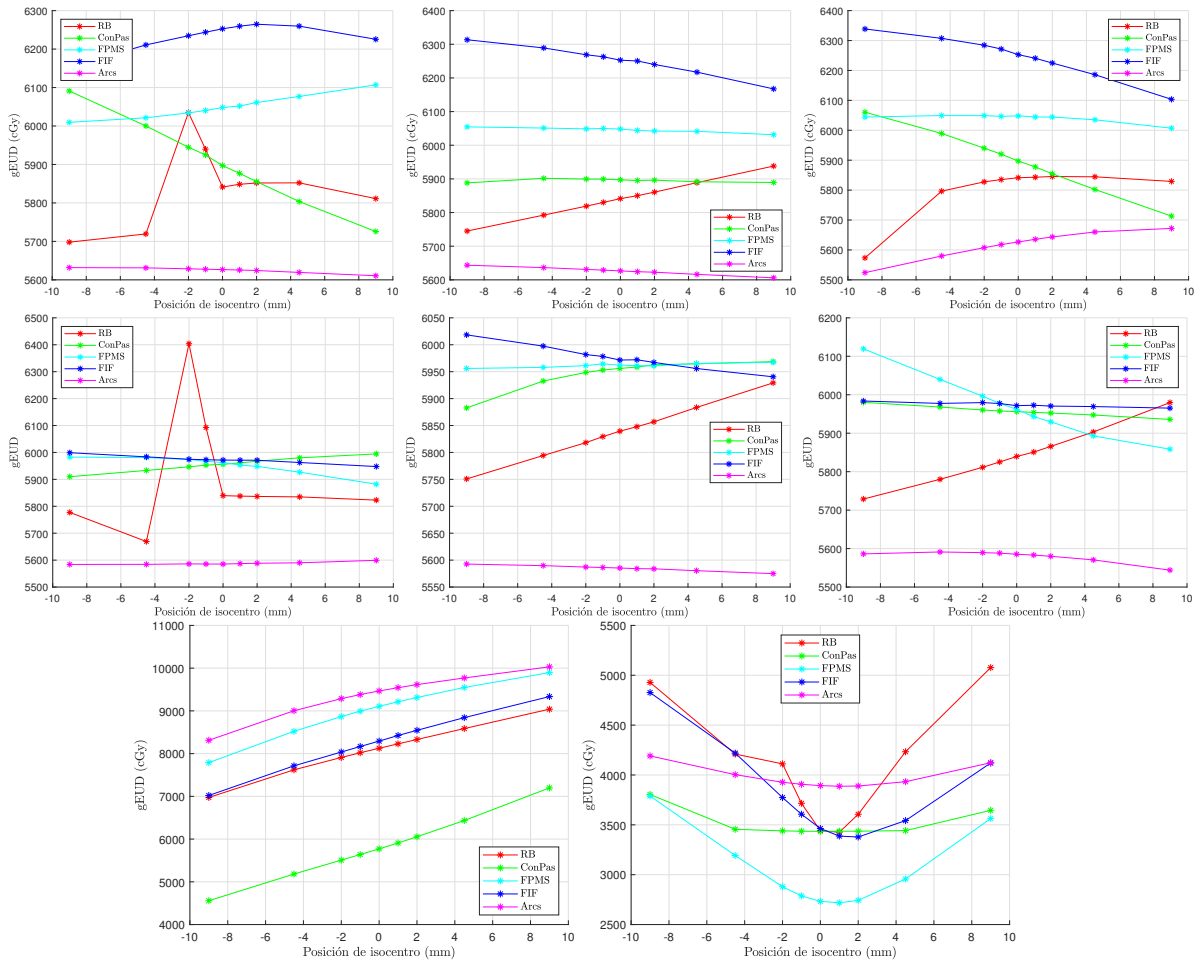 6300
6200
6100
6000
5900
5800
5700
5600
gEUD (cGy)
RB
ConPas
FPMS
FIF
Arcs
-10 -8 -6 -4 -2 0 2 4 6 8 10
Posición de isocentro (mm)
6400
6300
6200
6100
6000
5900
5800
5700
5600
gEUD (cGy)
RB
ConPas
FPMS
FIF
Arcs
-10 -8 -6 -4 -2 0 2 4 6 8 10
Posición de isocentro (mm)
6400
6300
6200
6100
6000
5900
5800
5700
5600
5500
gEUD (cGy)
RB
ConPas
FPMS
FIF
Arcs
-10 -8 -6 -4 -2 0 2 4 6 8 10
Posición de isocentro (mm)
6500
6400
6300
6200
6100
6000
5900
5800
5700
5600
5500
gEUD
RB
ConPas
FPMS
FIF
Arcs
-10 -8 -6 -4 -2 0 2 4 6 8 10
Posición de isocentro (mm)
6050
6000
5950
5900
5850
5800
5750
5700
5650
5600
5550
gEUD
RB
ConPas
FPMS
FIF
Arcs
-10 -8 -6 -4 -2 0 2 4 6 8 10
Posición de isocentro (mm)
6200
6100
6000
5900
5800
5700
5600
5500
gEUD
RB
ConPas
FPMS
FIF
Arcs
-10 -8 -6 -4 -2 0 2 4 6 8 10
Posición de isocentro (mm)
11000
10000
9000
8000
7000
6000
5000
4000
gEUD (cGy)
RB
ConPas
FPMS
FIF
Arcs
-10 -8 -6 -4 -2 0 2 4 6 8 10
Posición de isocentro (mm)
5500
5000
4500
4000
3500
3000
2500
gEUD (cGy)
RB
ConPas
FPMS
FIF
Arcs
-10 -8 -6 -4 -2 0 2 4 6 8 10
Posición de isocentro (mm)